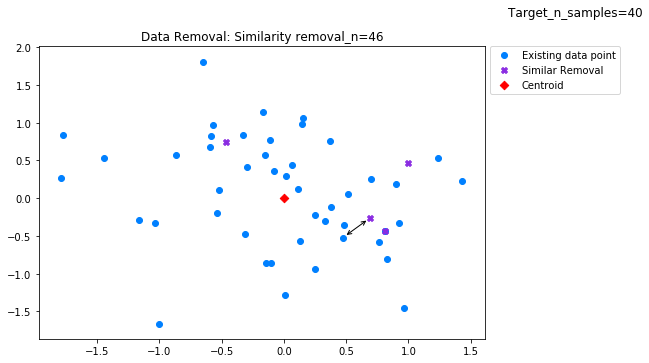 Target_n_samples=40
Data Removal: Similarity removal_n=46
Existing data point
Similar Removal
Centroid
2.0
1.5
1.0
0.5
0.0
−0.5
−1.0
−1.5
−1.5 −1.0 −0.5 0.0 0.5 1.0 1.5